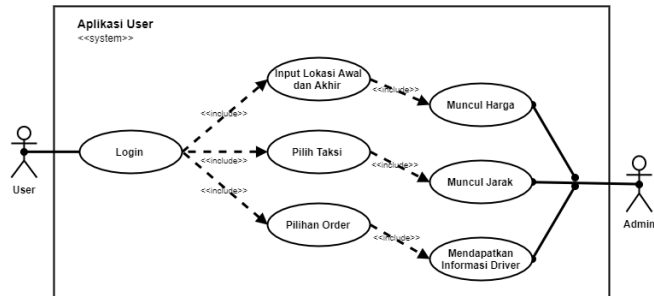 Aplikasi User
<<system>>
Input Lokasi Awal
dan Akhir
<<include>>
Muncul Harga
<<include>>
Login
<<include>>
Pilih Taksi
<<include>>
Muncul Jarak
User
<<include>>
Pilihan Order
<<include>>
Mendapatkan
Informasi Driver
Admin